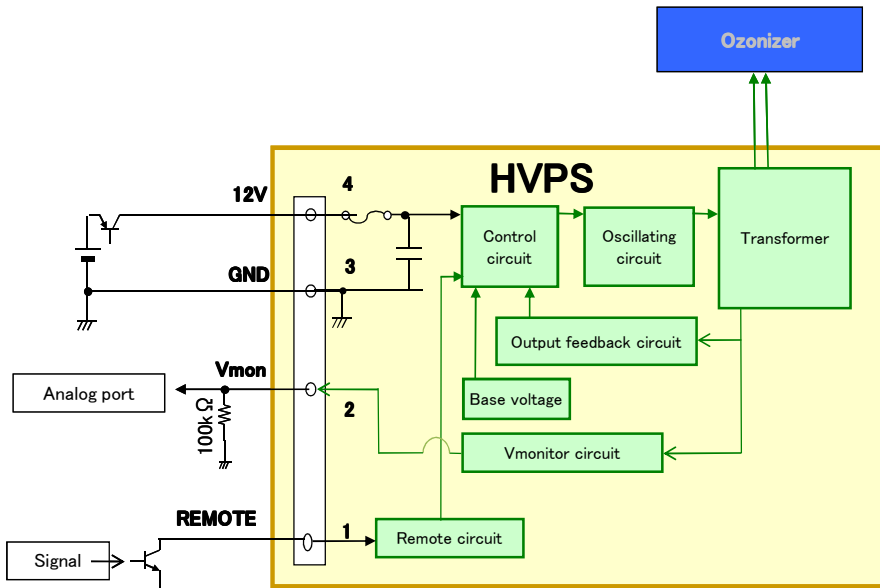 Ozonizer
HVPS
12V
4
Control
circuit
Oscillating
circuit
Transformer
GND
3
Output feedback circuit
Vmon
Analog port
100kΩ
2
Base voltage
Vmonitor circuit
REMOTE
1
Remote circuit
Signal